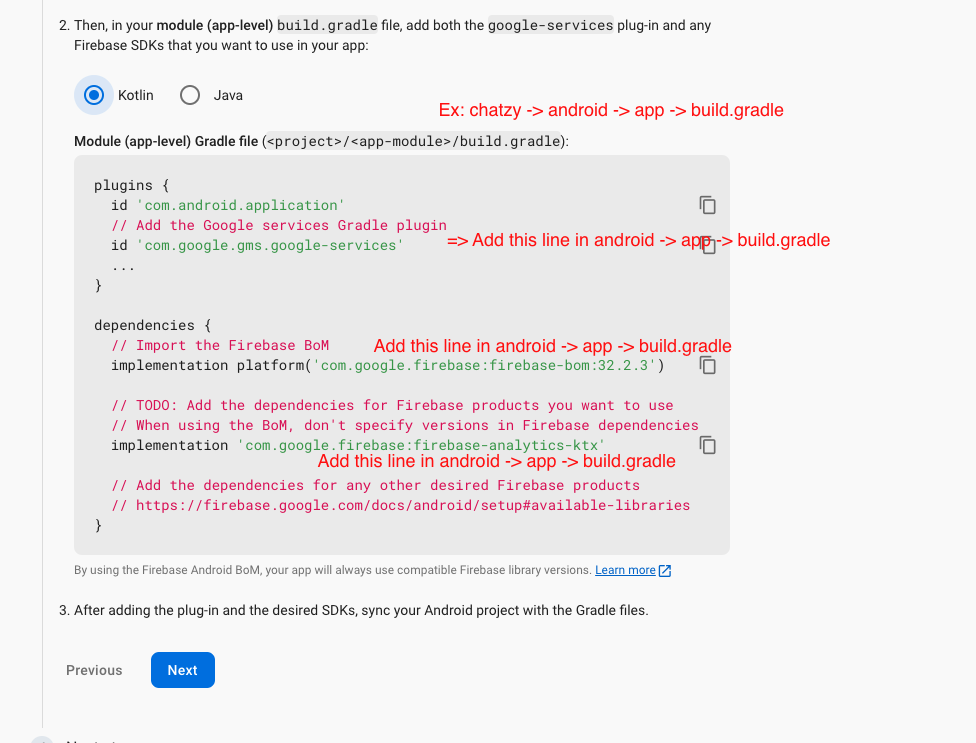 2. Then, in your module (app-level) build.gradle file, add both the google-services plug-in and any
Firebase SDKs that you want to use in your app:
Kotlin
Java
Ex: chatzy -> android -> app -> build.gradle
Module (app-level) Gradle file (<project>/<app-module>/build.gradle):
plugins {
id 'com.android.application'
// Add the Google services Gradle plugin
id 'com.google.gms.google-services'
=> Add this line in android -> app -> build.gradle
...
}
dependencies {
// Import the Firebase BoM
Add this line in android -> app -> build.gradle
implementation platform('com.google.firebase:firebase-bom:32.2.3')
// TODO: Add the dependencies for Firebase products you want to use
// When using the BoM, don't specify versions in Firebase dependencies
implementation 'com.google.firebase:firebase-analytics-ktx'
Add this line in android -> app -> build.gradle
// Add the dependencies for any other desired Firebase products
// https://firebase.google.com/docs/android/setup#available-libraries
}
By using the Firebase Android BoM, your app will always use compatible Firebase library versions. Learn more
3. After adding the plug-in and the desired SDKs, sync your Android project with the Gradle files.
Previous
Next